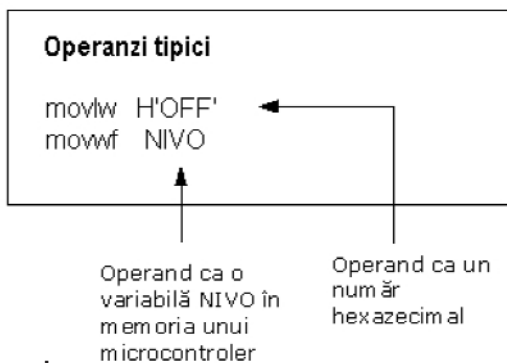 Operanzi tipici
movlw H'OFF'
movwf NIVO
Operand ca o
variabilă NIVO în
memoria unui
microcontroler
Operand ca un
număr
hexazecimal